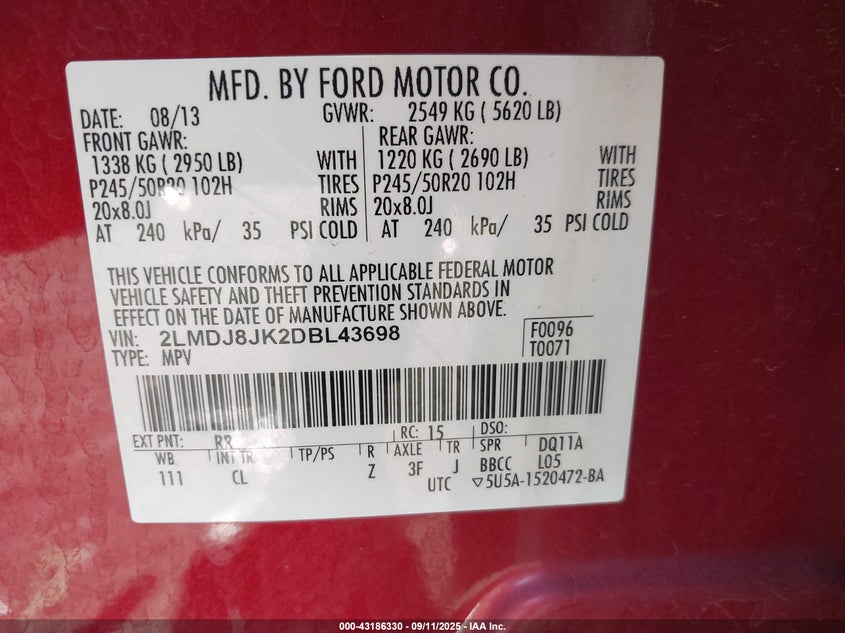 MFD. BY FORD MOTOR CO.
DATE: 08/13 GVWR: 2549 KG ( 5620 LB)
FRONT GAWR: REAR GAWR:
1338 KG ( 2950 LB) WITH 1220 KG ( 2690 LB) WITH
P245/50R20 102H TIRES P245/50R20 102H TIRES
20x8.0J RIMS 20x8.0J RIMS
AT 240 kPa/ 35 PSI COLD AT 240 kPa/ 35 PSI COLD
THIS VEHICLE CONFORMS TO ALL APPLICABLE FEDERAL MOTOR
VEHICLE SAFETY AND THEFT PREVENTION STANDARDS IN
EFFECT ON THE DATE OF MANUFACTURE SHOWN ABOVE.
VIN: 2LMDJ8JK2DBL43698 F0096
TYPE: MPV T0071
EXT PNT: RR RC: 15 DSO:
WB INT TR TP/PS R AXLE TR SPR DQ11A
111 CL Z 3F J BBCC L05
UTC ▽5U5A-1520472-BA
000-43186330 - 09/11/2025 - IAA Inc.